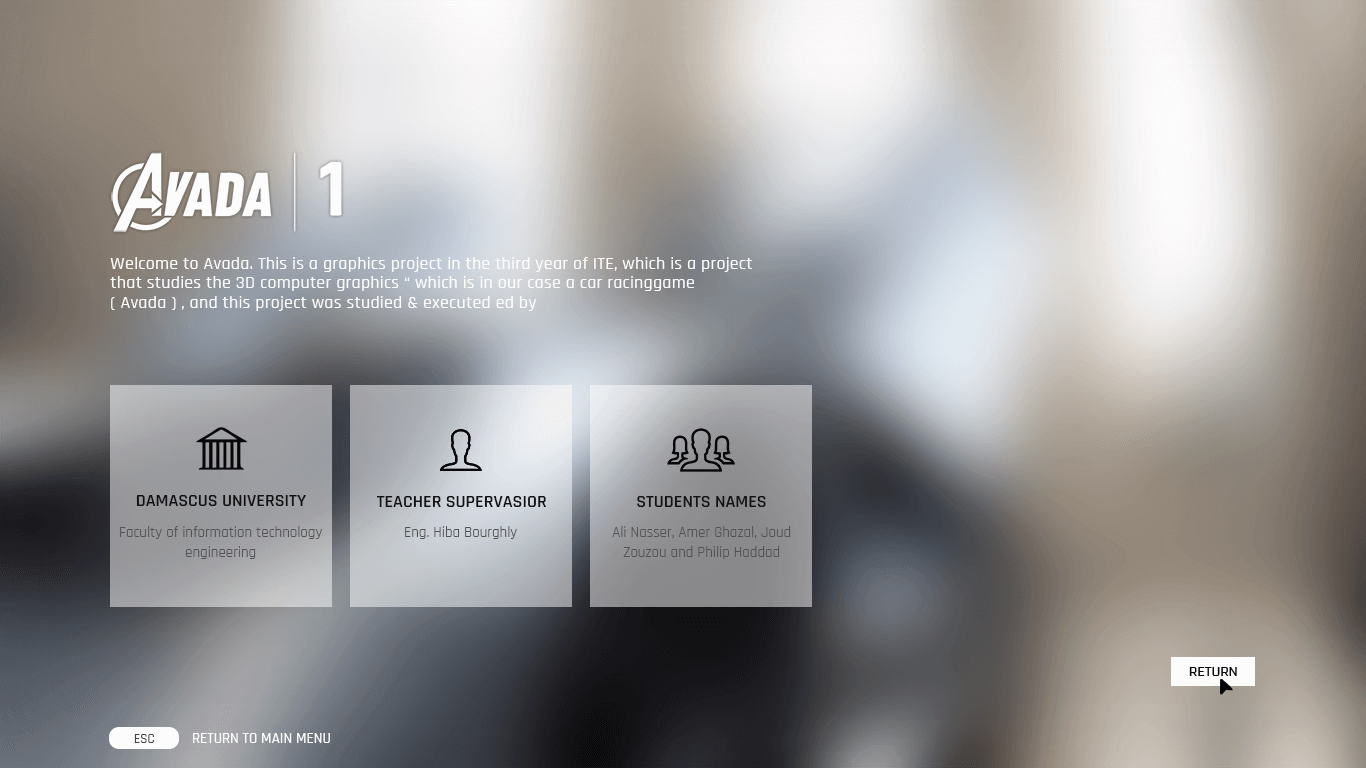 AVADA | 1
Welcome to Avada. This is a graphics project in the third year of ITE, which is a project
that studies the 3D computer graphics “ which is in our case a car racinggame
( Avada ) , and this project was studied & executed ed by
DAMASCUS UNIVERSITY
Faculty of information technology
engineering
TEACHER SUPERVASIOR
Eng. Hiba Bourghly
STUDENTS NAMES
Ali Nasser, Amer Ghazal, Joud
Zouzou and Philip Haddad
RETURN
ESC RETURN TO MAIN MENU